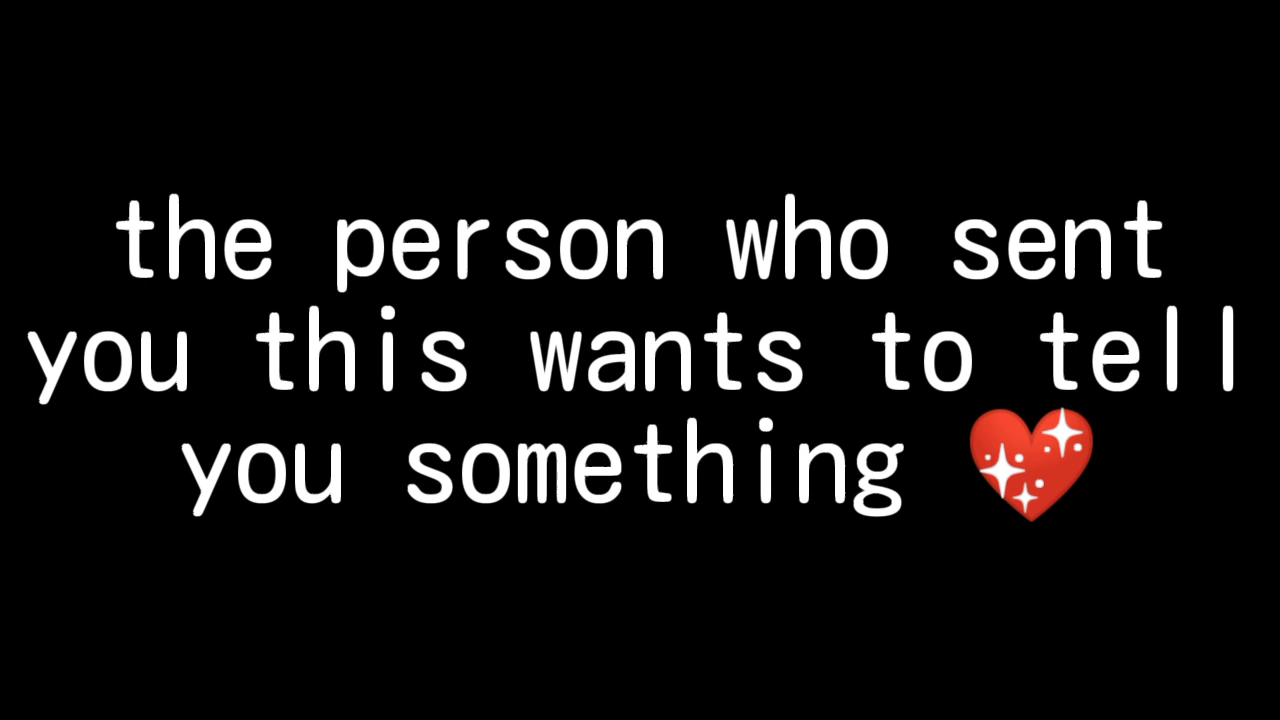 the person who sent
you this wants to tell
you something 💖